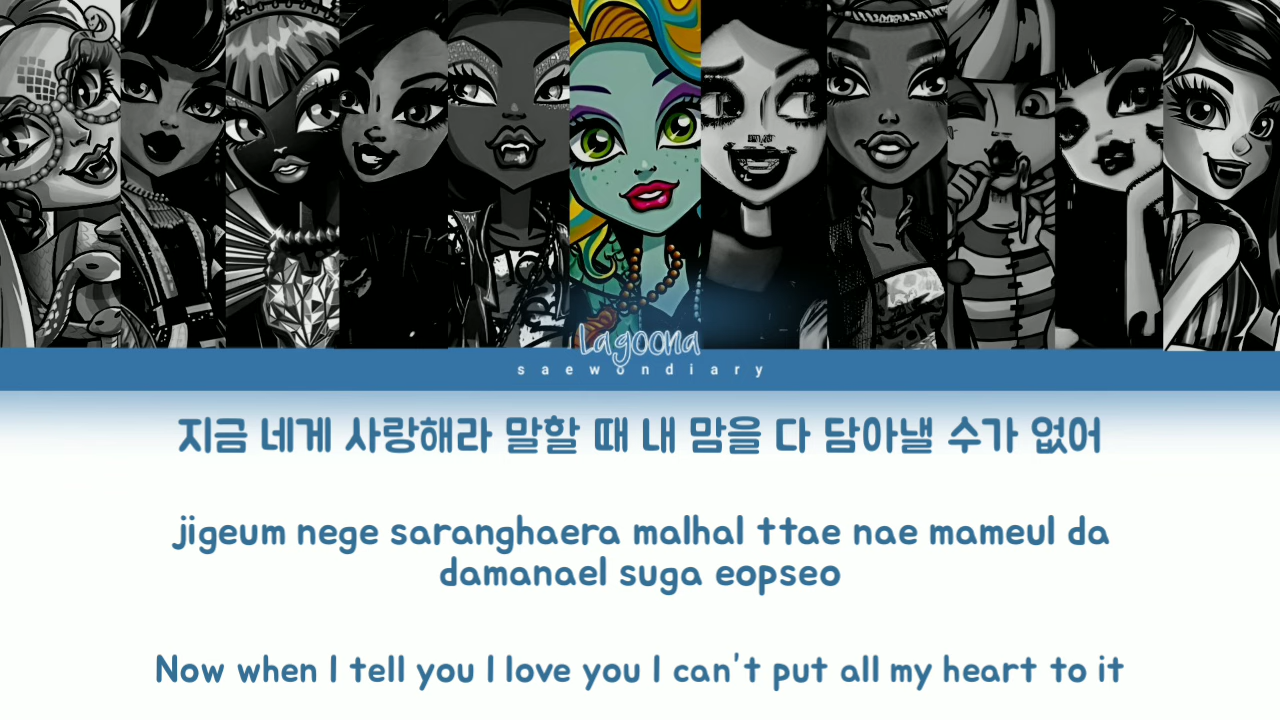 Lagoona
saewondiary
지금 네게 사랑해라 말할 때 내 맘을 다 담아낼 수가 없어
jigeum nege saranghaera malhal ttae nae mameul da
damanael suga eopseo
Now when I tell you I love you I can't put all my heart to it